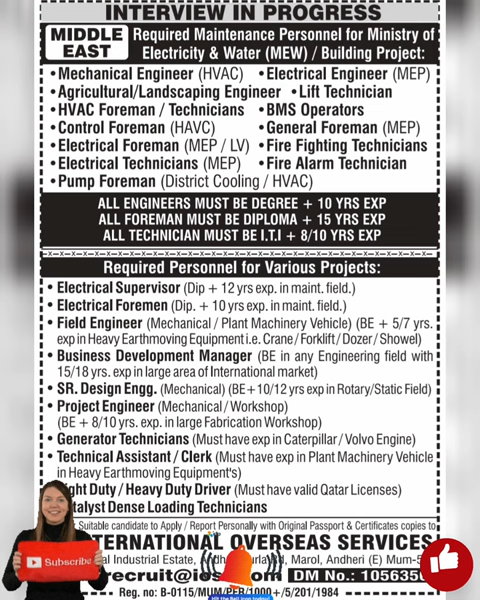 INTERVIEW IN PROGRESS
MIDDLE EAST
Required Maintenance Personnel for Ministry of
Electricity & Water (MEW) / Building Project:
• Mechanical Engineer (HVAC) • Electrical Engineer (MEP)
• Agricultural/Landscaping Engineer • Lift Technician
• HVAC Foreman / Technicians • BMS Operators
• Control Foreman (HAVC) • General Foreman (MEP)
• Electrical Foreman (MEP / LV) • Fire Fighting Technicians
• Electrical Technicians (MEP) • Fire Alarm Technician
• Pump Foreman (District Cooling / HVAC)
ALL ENGINEERS MUST BE DEGREE + 10 YRS EXP
ALL FOREMAN MUST BE DIPLOMA + 15 YRS EXP
ALL TECHNICIAN MUST BE I.T.I + 8/10 YRS EXP
Required Personnel for Various Projects:
• Electrical Supervisor (Dip + 12 yrs exp. in maint. field.)
• Electrical Foremen (Dip. + 10 yrs exp. in maint. field.)
• Field Engineer (Mechanical / Plant Machinery Vehicle) (BE + 5/7 yrs.
exp in Heavy Earthmoving Equipment i.e. Crane / Forklift / Dozer / Showel)
• Business Development Manager (BE in any Engineering field with
15/18 yrs. exp in large area of International market)
• SR. Design Engg. (Mechanical) (BE+10/12 yrs exp in Rotary/Static Field)
• Project Engineer (Mechanical / Workshop)
(BE + 8/10 yrs. exp. in large Fabrication Workshop)
• Generator Technicians (Must have exp in Caterpillar / Volvo Engine)
• Technical Assistant / Clerk (Must have exp in Plant Machinery Vehicle
in Heavy Earthmoving Equipment's)
ght Duty / Heavy Duty Driver (Must have valid Qatar Licenses)
talyst Dense Loading Technicians
Suitable candidate to Apply / Report Personally with Original Passport & Certificates copies to
TERNATIONAL OVERSEAS SERVICES
al Industrial Estate, Marol, Andheri (E) Mum-5
Subscribe
recruit@ios
DM No.: 105635
Reg. no: B-0115/MUM/PER/1000+/5/201/1984
Hit the Bell icon today